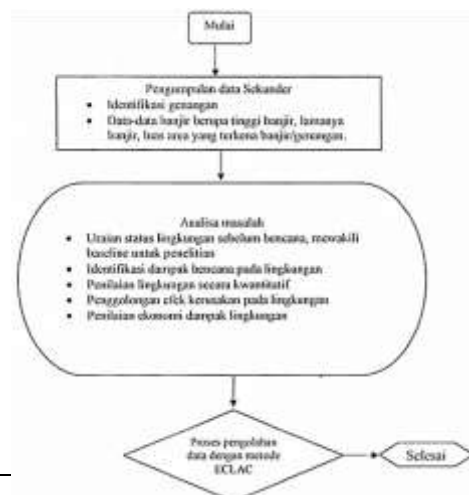 Mulai
Pengumpulan data Sekunder
• Identifikasi genangan
• Data-data banjir berupa tinggi banjir, lamanya
banjir, luas area yang terkena banjir/genangan.
Analisa masalah
• Uraian status lingkungan sebelum bencana, mewakili
baseline untuk penelitian
• Identifikasi dampak bencana pada lingkungan
• Penilaian lingkungan secara kwantitatif
• Penggolongan efek kerusakan pada lingkungan
• Penilaian ekonomi dampak lingkungan
Proses pengolahan
data dengan metode
ECLAC
Selesai